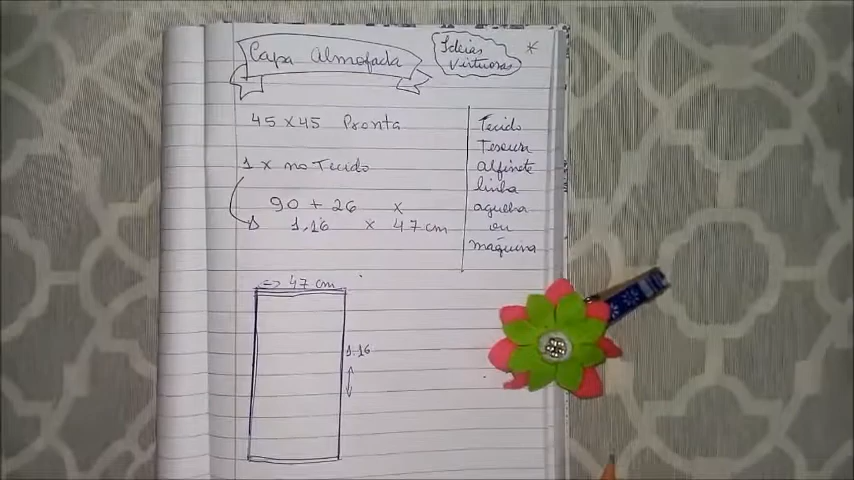 Capa Almofada
Ideias
Virtuosas
*
45 x 45 Pronta
1 x no Tecido
90 + 26 x
1.16 x 47 cm
Tecido
Tesoura
alfinete
linha
agulha
ou
máquina
=> 47 cm
1.16